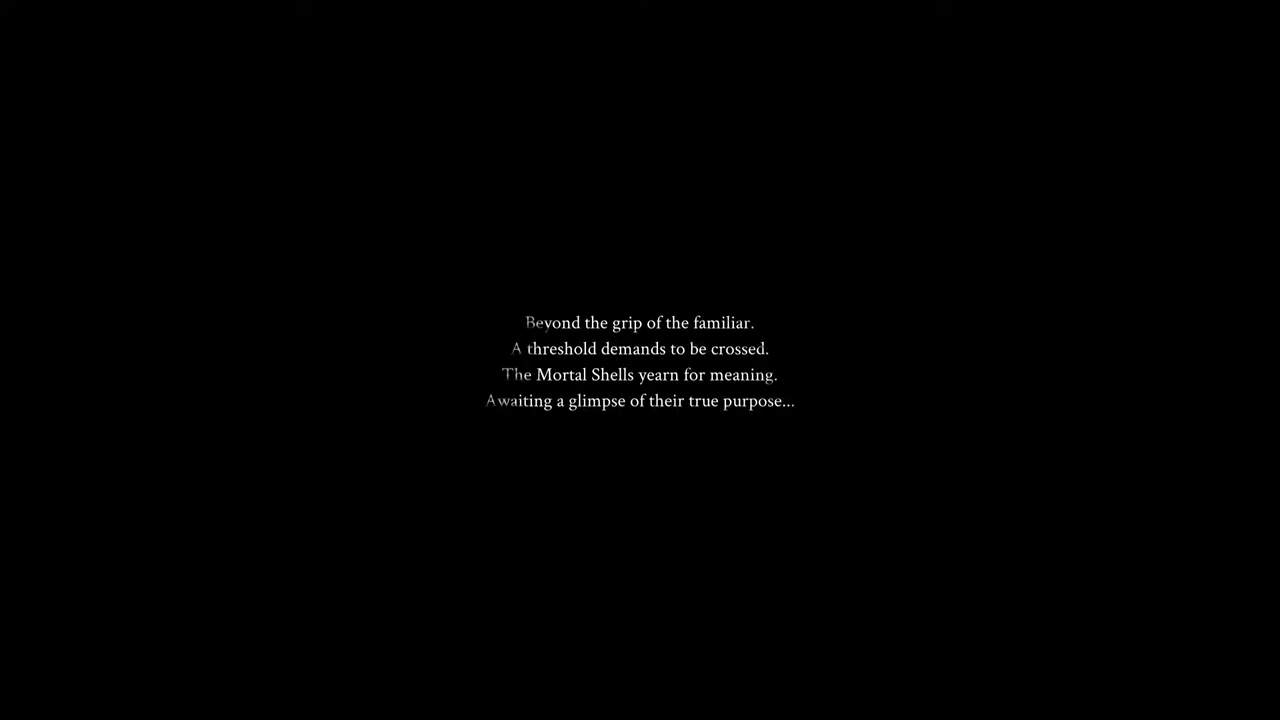 Beyond the grip of the familiar.
A threshold demands to be crossed.
The Mortal Shells yearn for meaning.
Awaiting a glimpse of their true purpose...